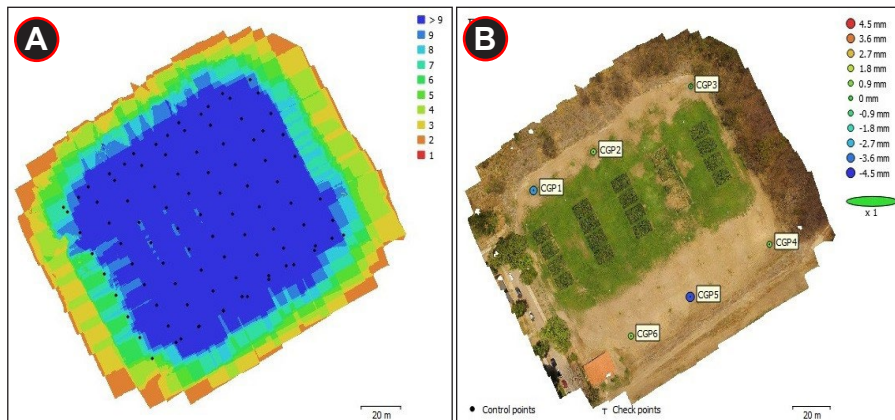 A
> 9
9
8
7
6
5
4
3
2
1
20 m
B
4.5 mm
3.6 mm
2.7 mm
1.8 mm
0.9 mm
0 mm
-0.9 mm
-1.8 mm
-2.7 mm
-3.6 mm
-4.5 mm
x 1
CGP3
CGP2
CGP1
CGP4
CGP5
CGP6
Control points
T Check points
20 m